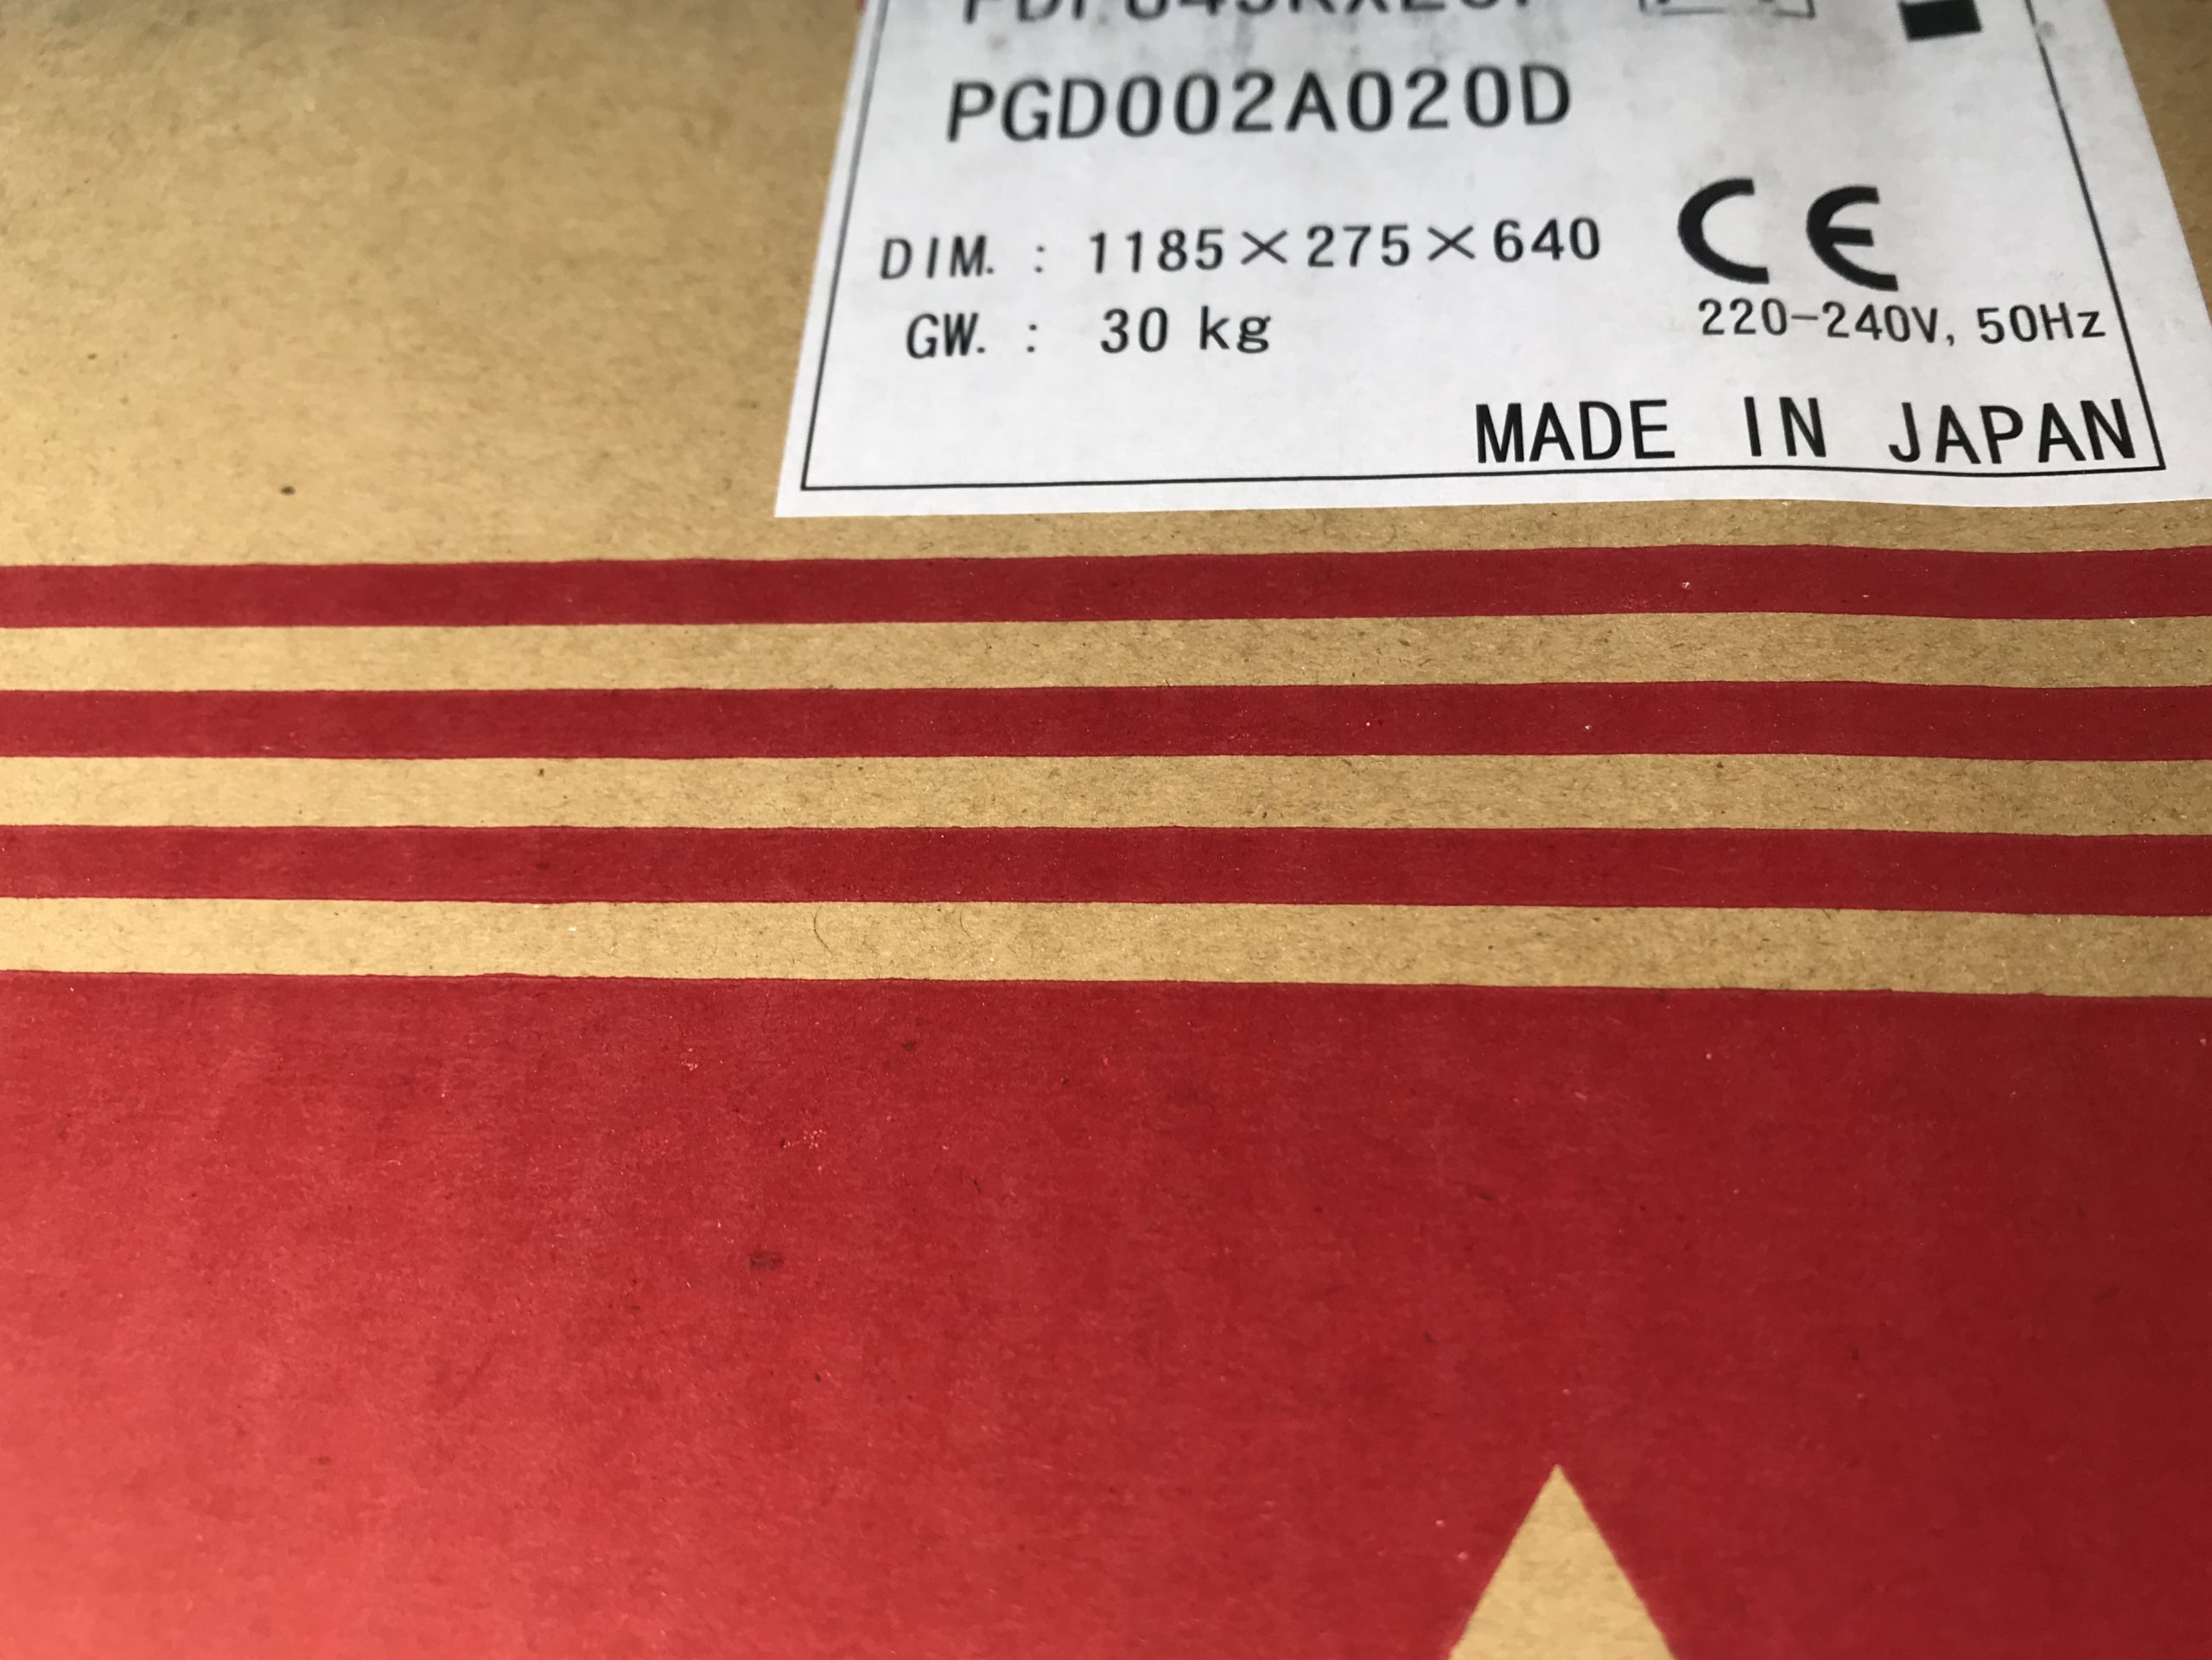 PGD002A020D
DIM. : 1185×275×640
CE
GW. : 30 kg
220-240V, 50Hz
MADE IN JAPAN